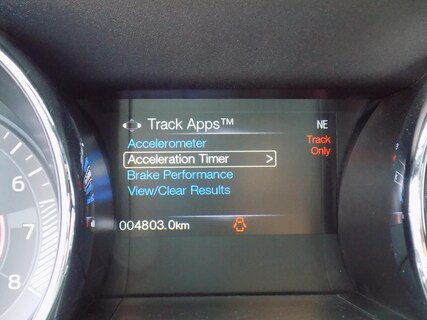 Track Apps™
NE
Accelerometer
Track
Only
Acceleration Timer >
Brake Performance
View/Clear Results
004803.0km
6
7
8